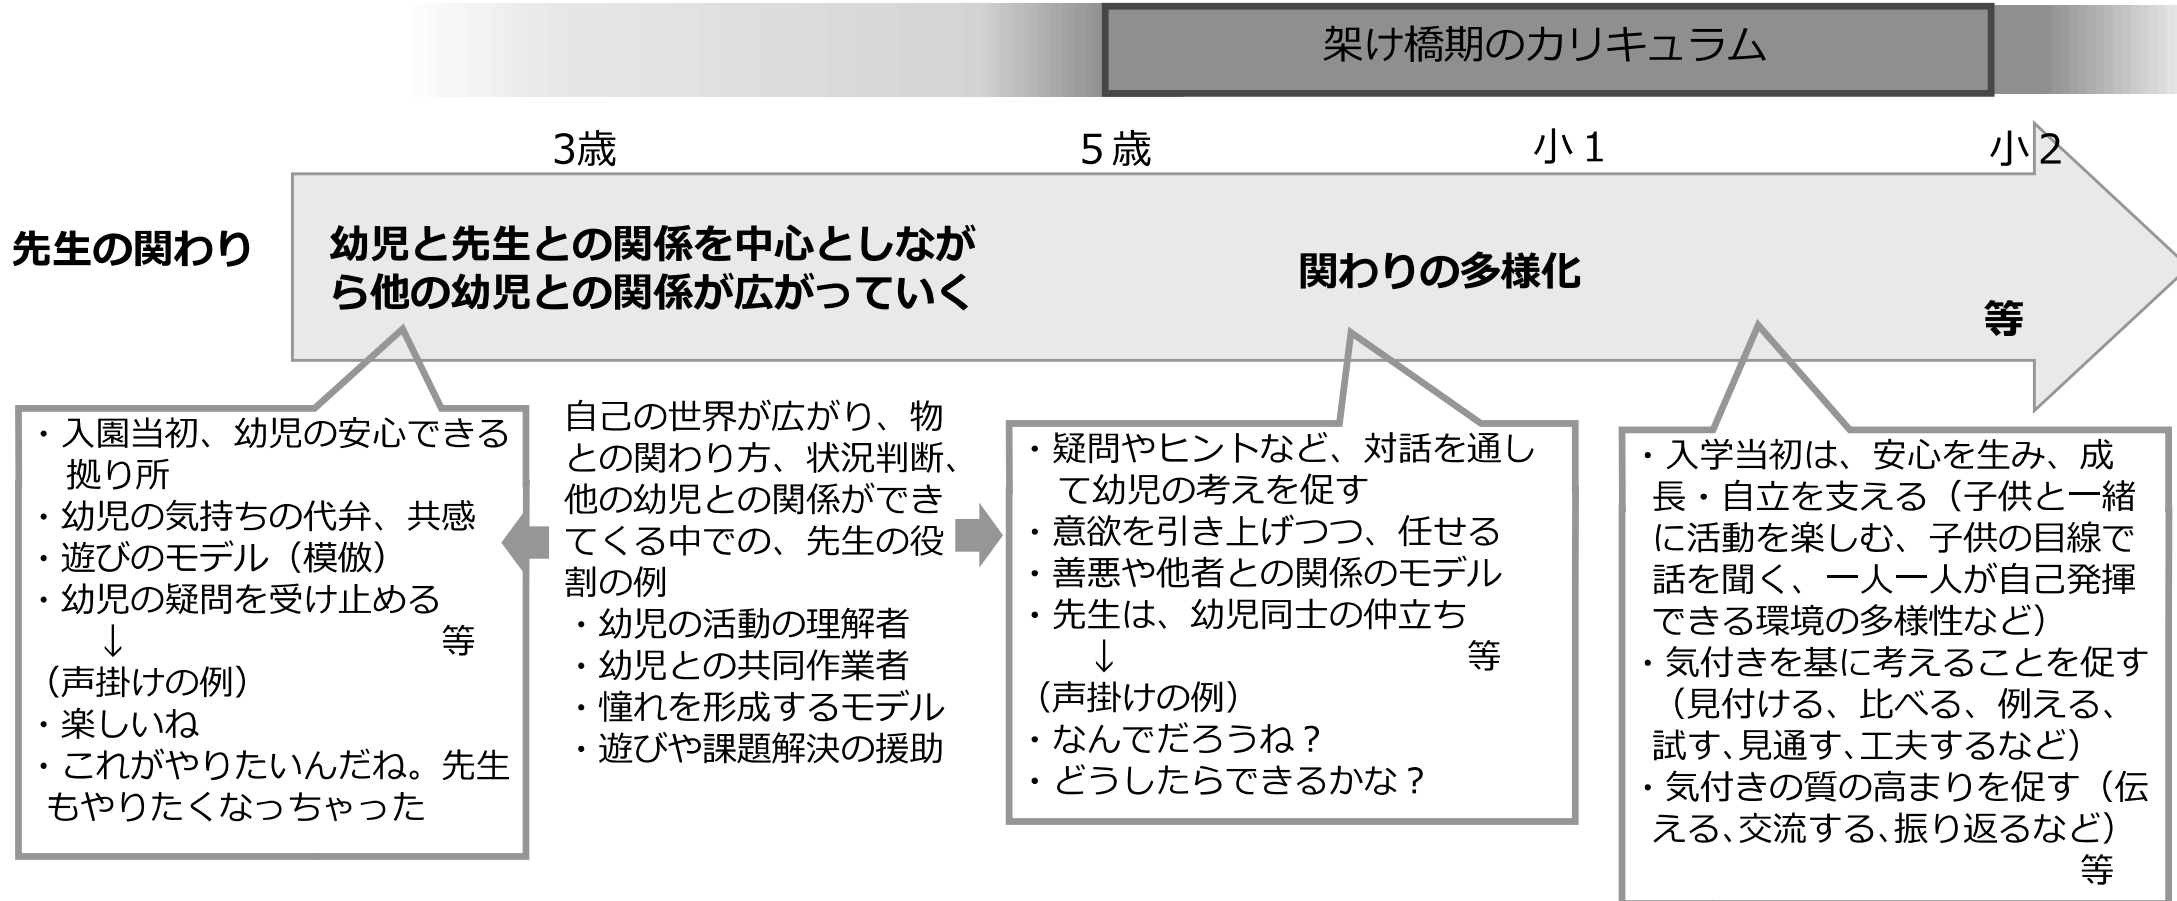 架け橋期のカリキュラム
3歳
５歳
小１
小２
先生の関わり
幼児と先生との関係を中心としなが
ら他の幼児との関係が広がっていく
関わりの多様化
等
・入園当初、幼児の安心できる
拠り所
・幼児の気持ちの代弁、共感
・遊びのモデル（模倣）
・幼児の疑問を受け止める
↓ 等
（声掛けの例）
・楽しいね
・これがやりたいんだね。先生
もやりたくなっちゃった
自己の世界が広がり、物
との関わり方、状況判断、
他の幼児との関係ができ
てくる中での、先生の役
割の例
・幼児の活動の理解者
・幼児との共同作業者
・憧れを形成するモデル
・遊びや課題解決の援助
・疑問やヒントなど、対話を通し
て幼児の考えを促す
・意欲を引き上げつつ、任せる
・善悪や他者との関係のモデル
・先生は、幼児同士の仲立ち
↓ 等
（声掛けの例）
・なんでだろうね？
・どうしたらできるかな？
・入学当初は、安心を生み、成
長・自立を支える（子供と一緒
に活動を楽しむ、子供の目線で
話を聞く、一人一人が自己発揮
できる環境の多様性など）
・気付きを基に考えることを促す
（見付ける、比べる、例える、
試す、見通す、工夫するなど）
・気付きの質の高まりを促す（伝
える、交流する、振り返るなど）
等